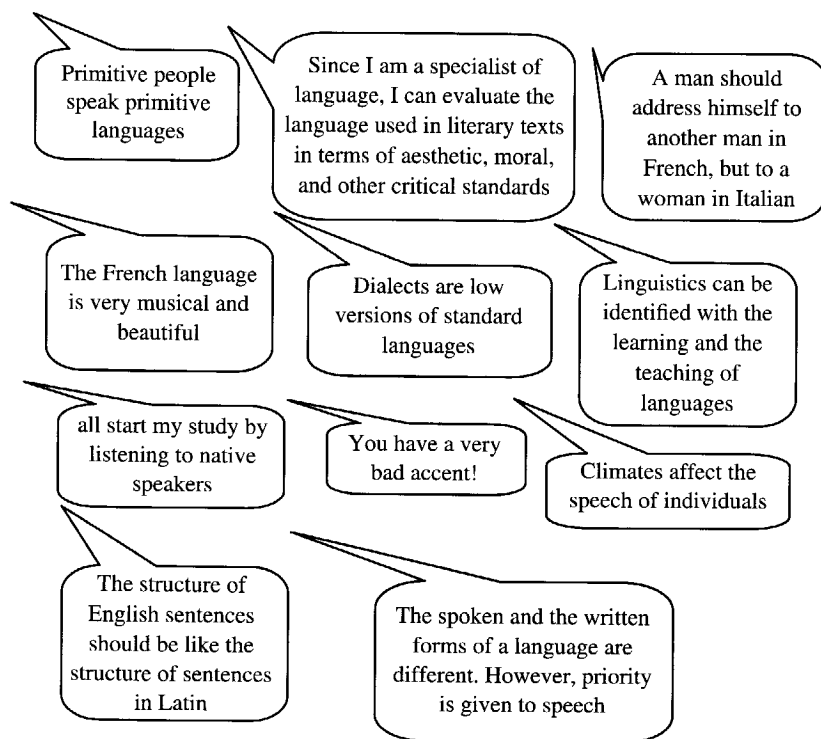 Primitive people
speak primitive
languages
Since I am a specialist of
language, I can evaluate the
language used in literary texts
in terms of aesthetic, moral,
and other critical standards
A man should
address himself to
another man in
French, but to a
woman in Italian
The French language
is very musical and
beautiful
Dialects are low
versions of standard
languages
Linguistics can be
identified with the
learning and the
teaching of
languages
all start my study by
listening to native
speakers
You have a very
bad accent!
Climates affect the
speech of individuals
The structure of
English sentences
should be like the
structure of sentences
in Latin
The spoken and the written
forms of a language are
different. However, priority
is given to speech